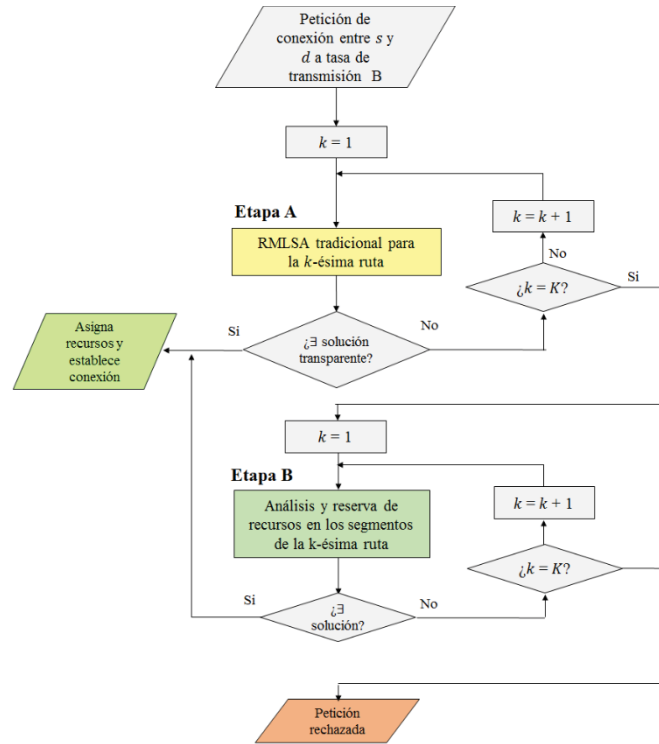 Petición de
conexión entre s y
d a tasa de
transmisión B
k = 1
Etapa A
k = k + 1
RMLSA tradicional para
la k-ésima ruta
No
Si
¿k = K?
Asigna
recursos y
establece
conexión
Si
No
¿∃ solución
transparente?
k = 1
Etapa B
k = k + 1
Análisis y reserva de
recursos en los segmentos
de la k-ésima ruta
¿k = K?
Si
No
¿∃
solución?
Petición
rechazada